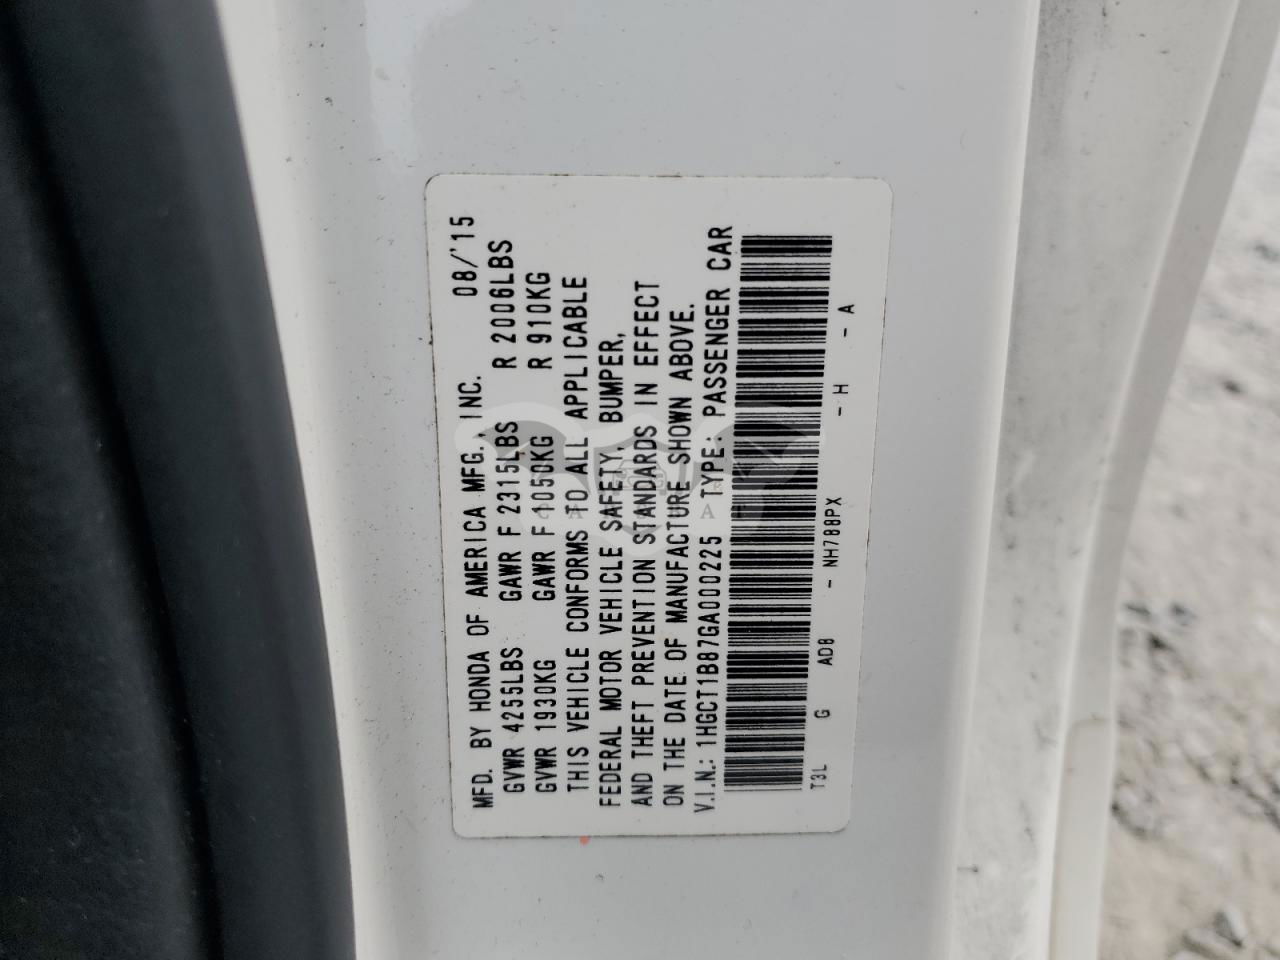 MFD. BY HONDA OF AMERICA MFG., INC. 08/'15
GVWR 4255LBS GAWR F 2315LBS R 2006LBS
GVWR 1930KG GAWR F 1050KG R 910KG
THIS VEHICLE CONFORMS TO ALL APPLICABLE
FEDERAL MOTOR VEHICLE SAFETY, BUMPER,
AND THEFT PREVENTION STANDARDS IN EFFECT
ON THE DATE OF MANUFACTURE SHOWN ABOVE.
V.I.N.: 1HGCT1B87GA000225 TYPE: PASSENGER CAR
T3L G AD8 - NH788PX - H - A